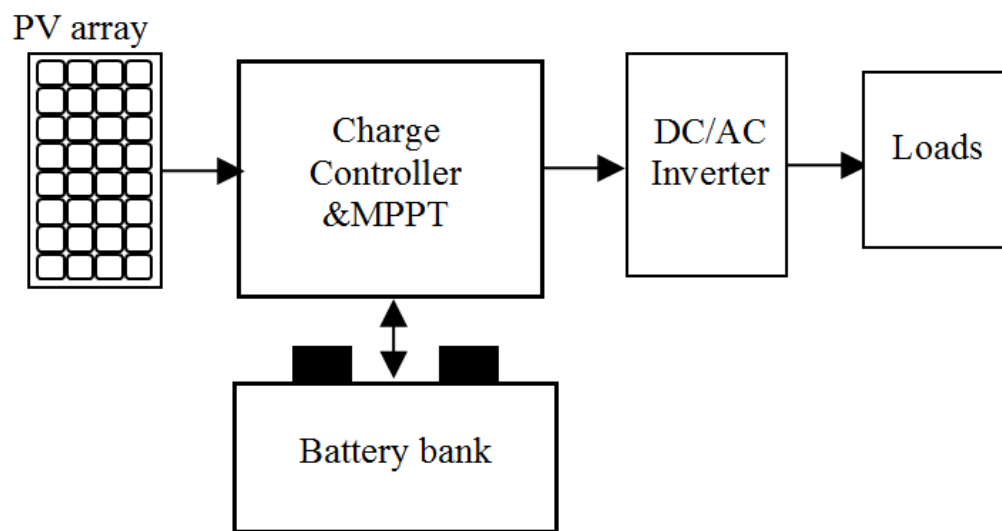 PV array
Charge
Controller
&MPPT
DC/AC
Inverter
Loads
Battery bank